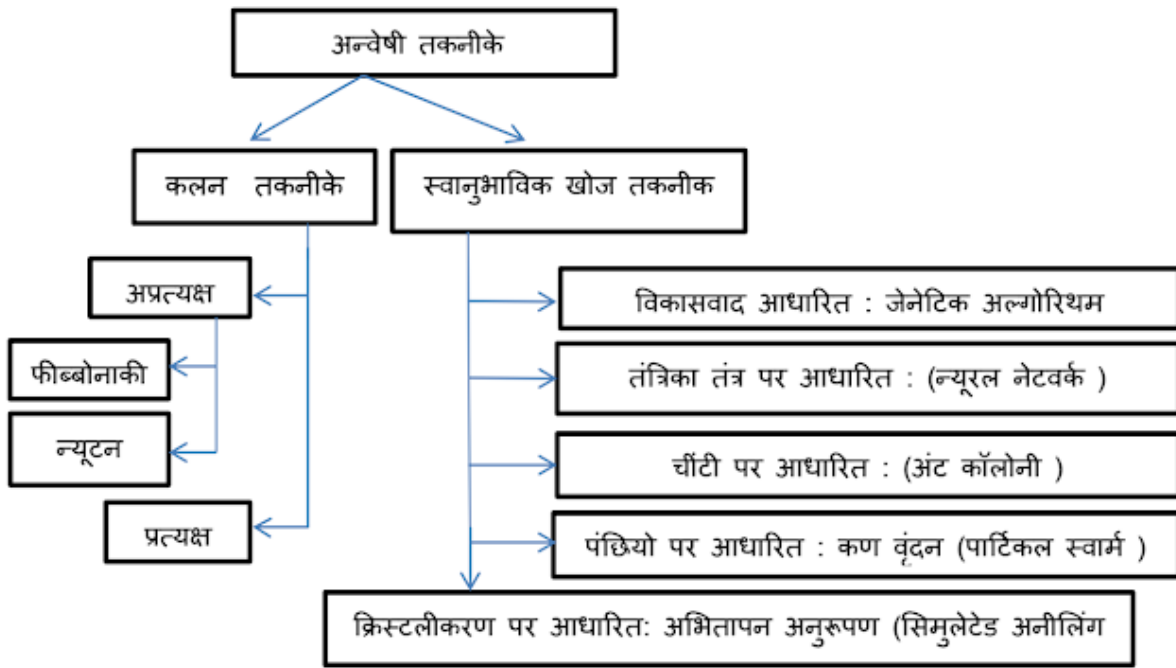 अन्वेषी तकनीके
कलन तकनीके
स्वानुभाविक खोज तकनीक
अप्रत्यक्ष
फीब्बोनाकी
न्यूटन
प्रत्यक्ष
विकासवाद आधारित : जेनेटिक अल्गोरिथम
तंत्रिका तंत्र पर आधारित : (न्यूरल नेटवर्क )
चींटी पर आधारित : (अंट कॉलोनी )
पंछियो पर आधारित : कण वृंदन (पार्टिकल स्वार्म )
क्रिस्टलीकरण पर आधारित: अभितापन अनुरूपण (सिमुलेटेड अनीलिंग